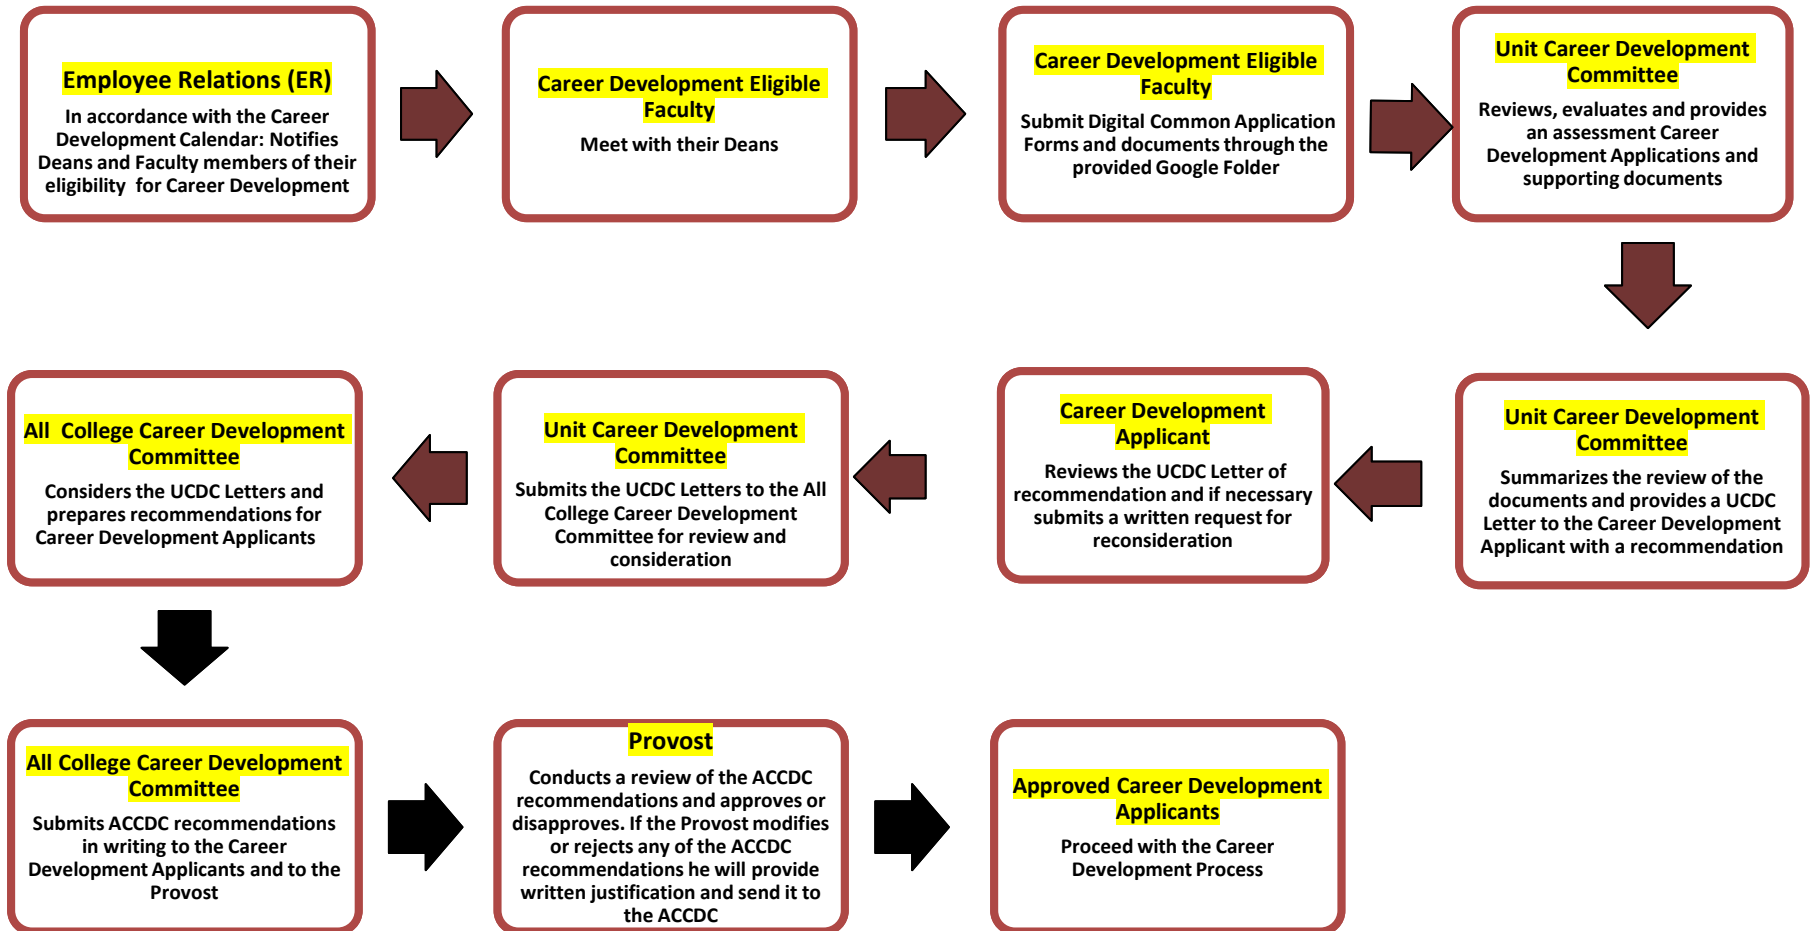 Employee Relations (ER)
In accordance with the Career
Development Calendar: Notifies
Deans and Faculty members of their
eligibility for Career Development
Career Development Eligible
Faculty
Meet with their Deans
Career Development Eligible
Faculty
Submit Digital Common Application
Forms and documents through the
provided Google Folder
Unit Career Development
Committee
Reviews, evaluates and provides
an assessment Career
Development Applications and
supporting documents
Unit Career Development
Committee
Summarizes the review of the
documents and provides a UCDC
Letter to the Career Development
Applicant with a recommendation
Career Development
Applicant
Reviews the UCDC Letter of
recommendation and if necessary
submits a written request for
reconsideration
Unit Career Development
Committee
Submits the UCDC Letters to the All
College Career Development
Committee for review and
consideration
All College Career Development
Committee
Considers the UCDC Letters and
prepares recommendations for
Career Development Applicants
All College Career Development
Committee
Submits ACCDC recommendations
in writing to the Career
Development Applicants and to the
Provost
Provost
Conducts a review of the ACCDC
recommendations and approves or
disapproves. If the Provost modifies
or rejects any of the ACCDC
recommendations he will provide
written justification and send it to
the ACCDC
Approved Career Development
Applicants
Proceed with the Career
Development Process